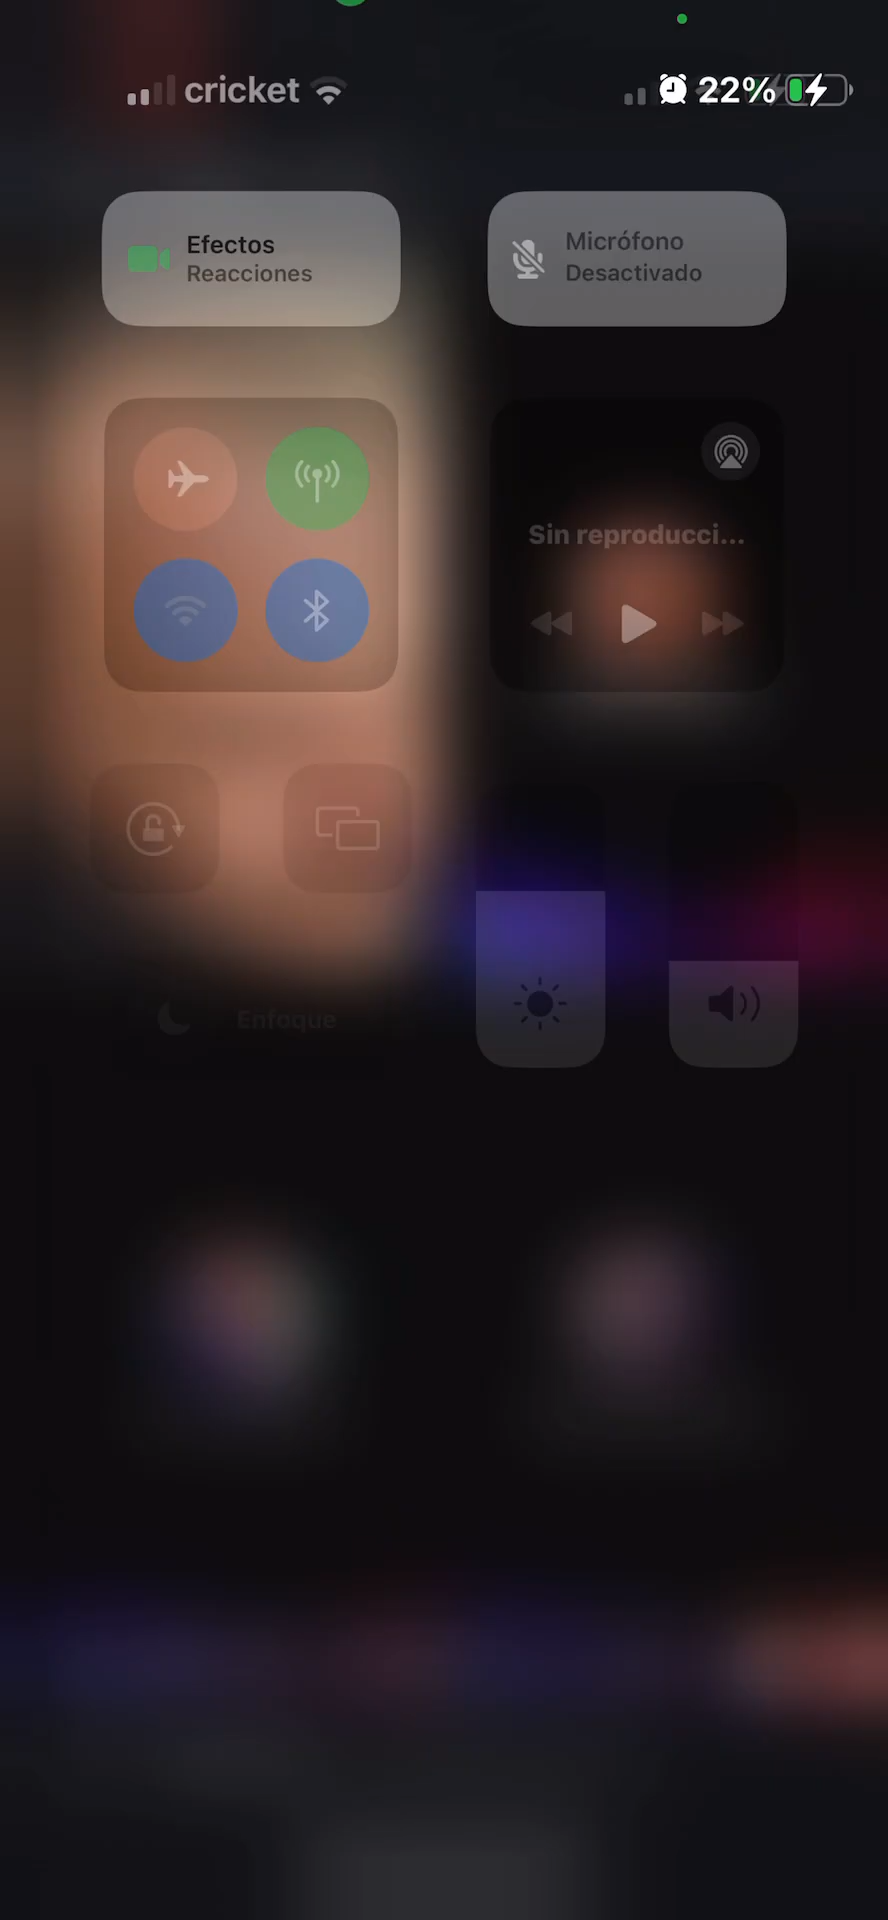 cricket
22%
Efectos
Reacciones
Micrófono
Desactivado
Sin reproducci...
Enfoque